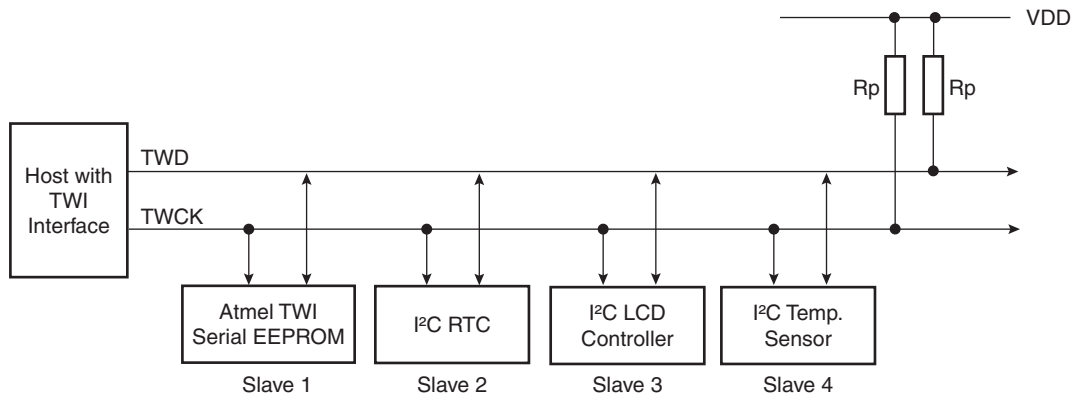 VDD
Rp
Rp
Host with
TWI
Interface
TWD
TWCK
Atmel TWI
Serial EEPROM
I²C RTC
I²C LCD
Controller
I²C Temp.
Sensor
Slave 1
Slave 2
Slave 3
Slave 4